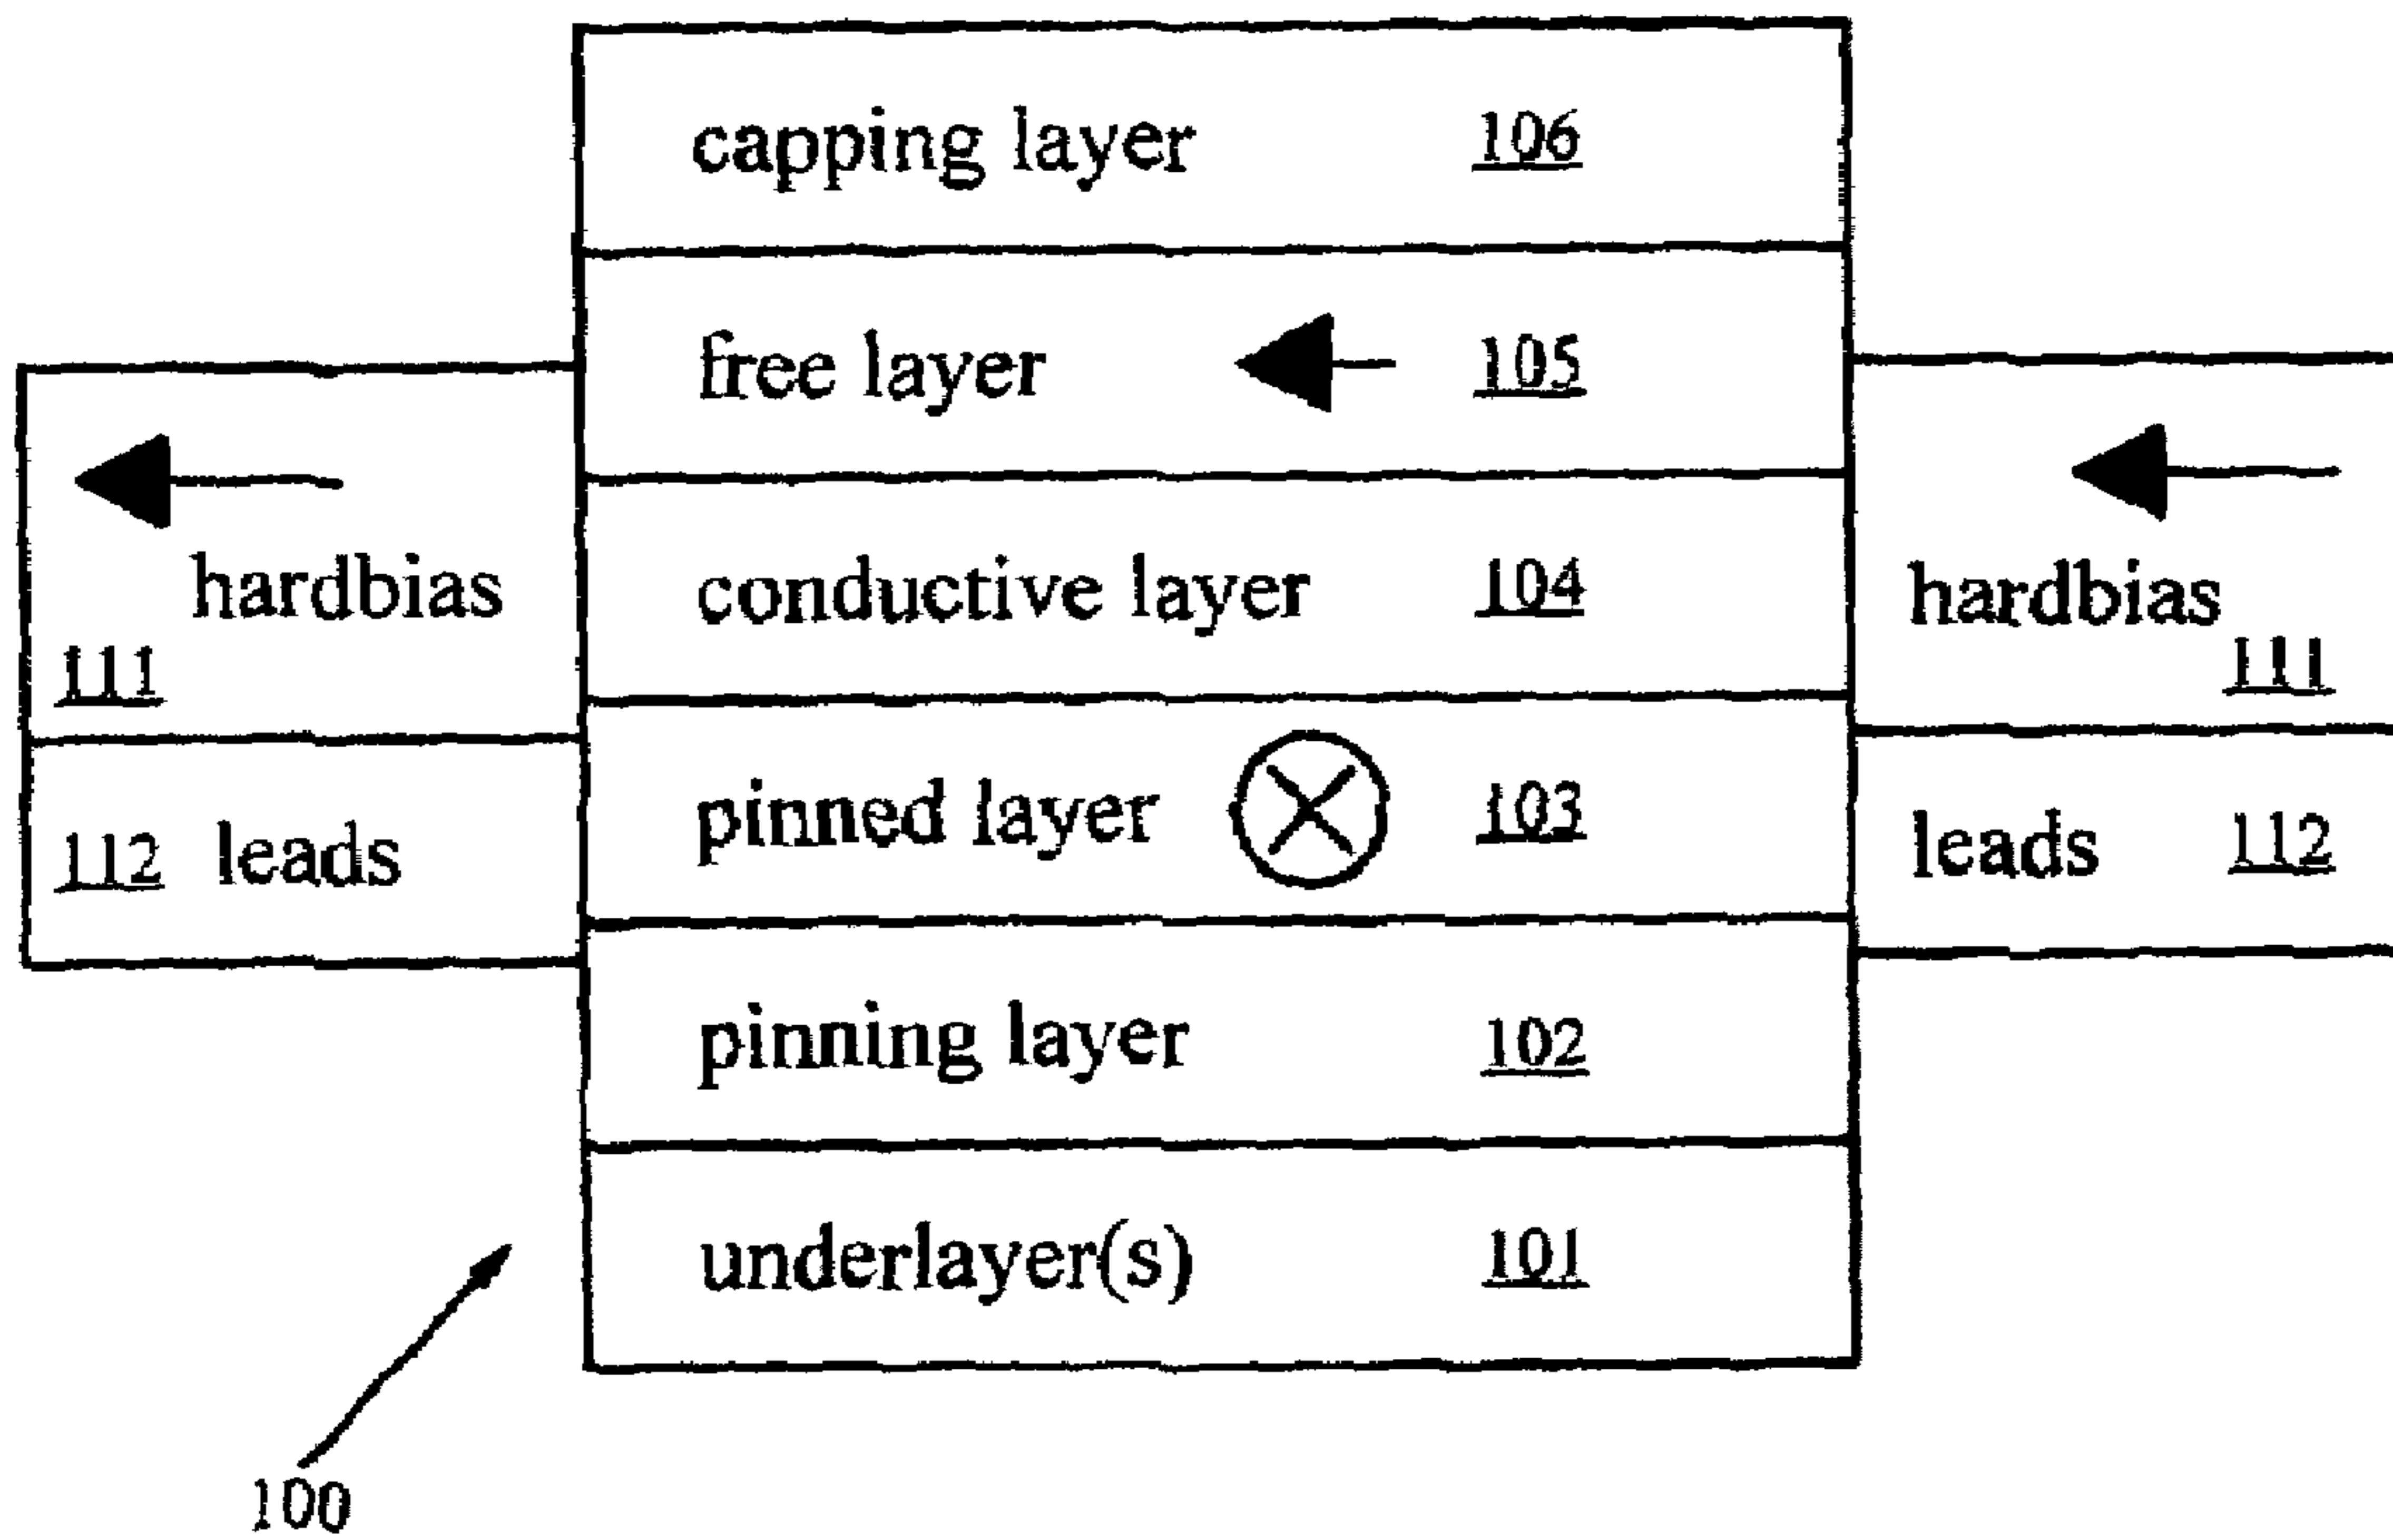 capping layer 106
free layer 105
hardbias
111
conductive layer 104
hardbias
111
112 leads
pinned layer 103
leads 112
pinning layer 102
underlayer(s) 101
100